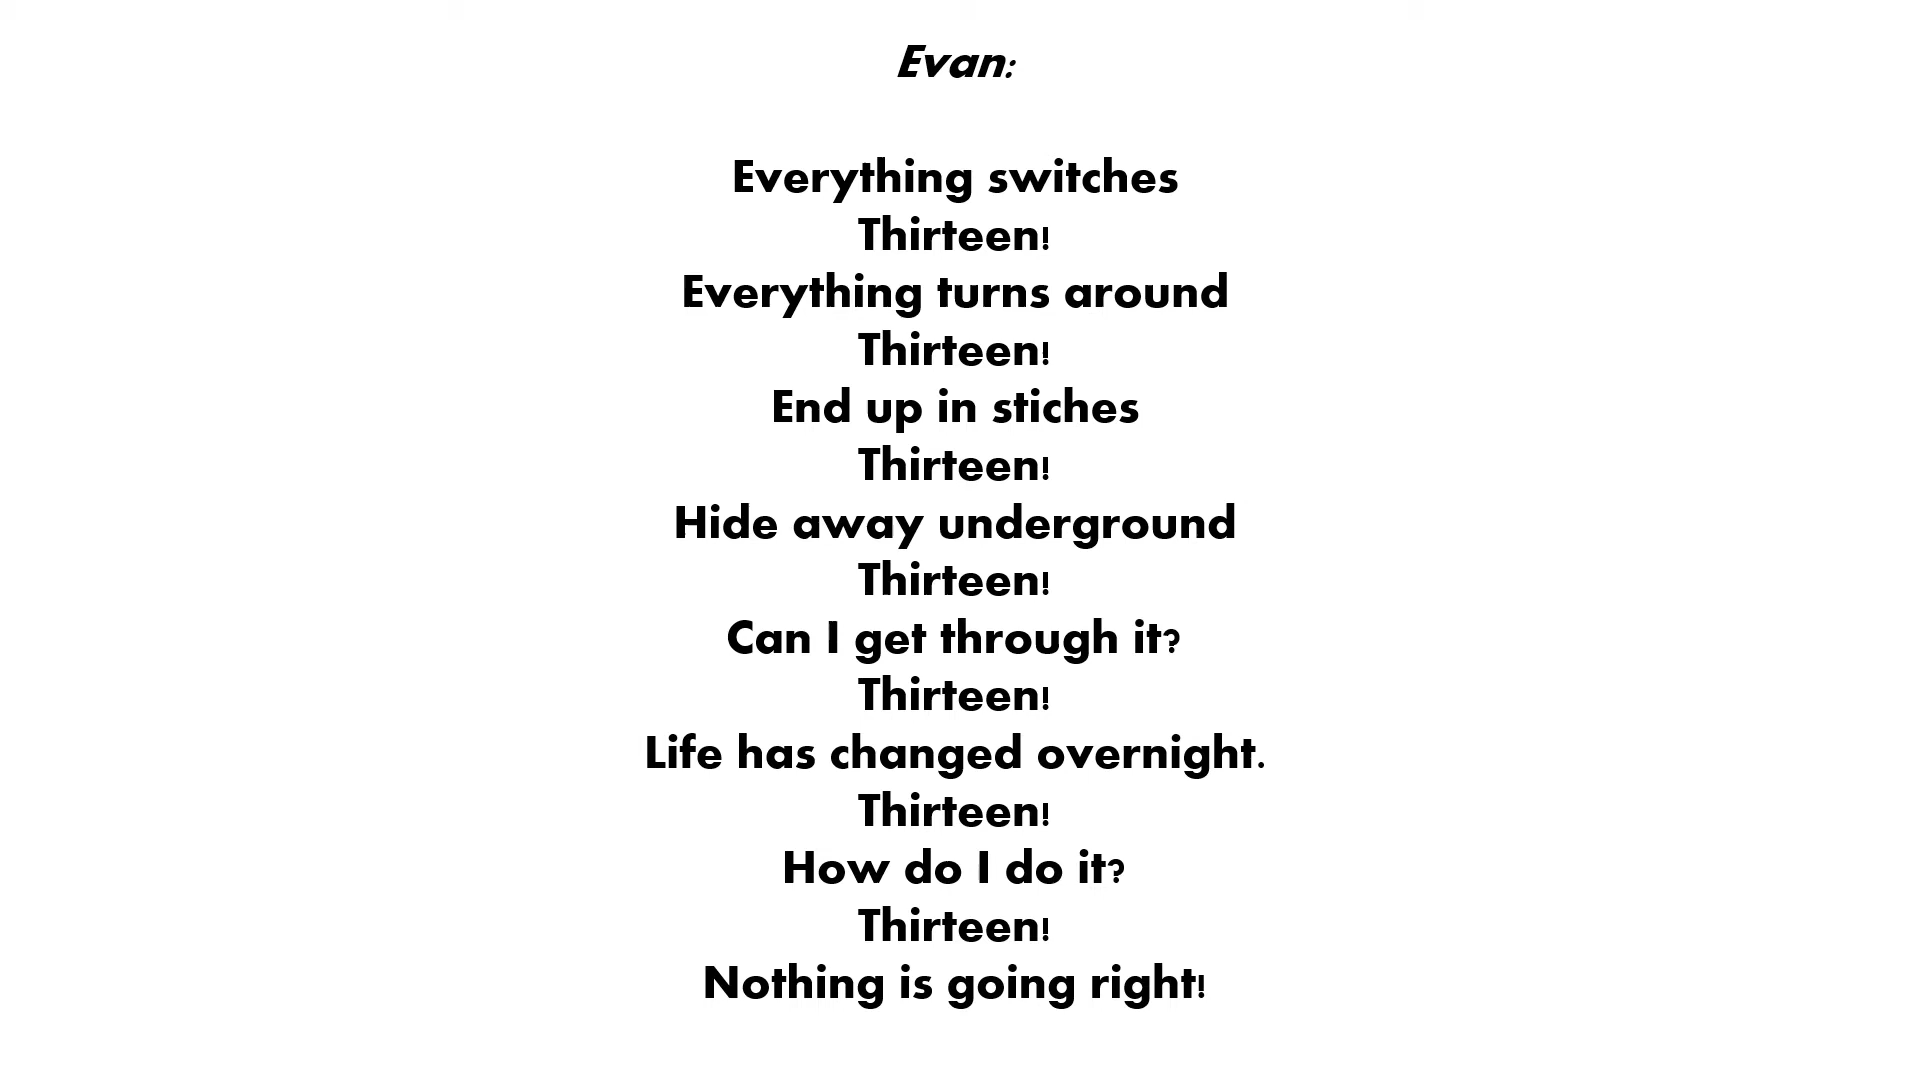 Evan:
Everything switches
Thirteen!
Everything turns around
Thirteen!
End up in stiches
Thirteen!
Hide away underground
Thirteen!
Can I get through it?
Thirteen!
Life has changed overnight.
Thirteen!
How do I do it?
Thirteen!
Nothing is going right!